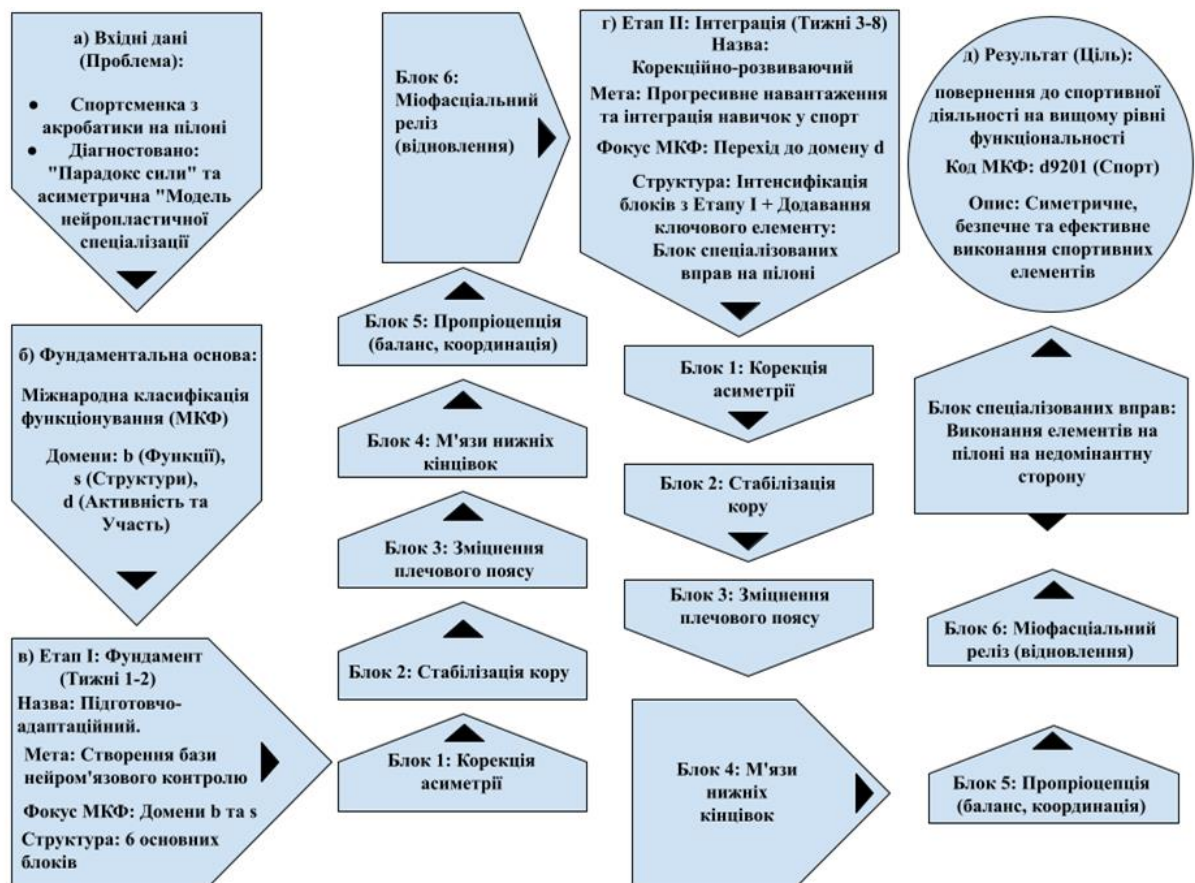 а) Вхідні дані
(Проблема):
● Спортсменка з
акробатики на пілоні
● Діагностовано:
"Парадокс сили" та
асиметрична "Модель
нейропластичної
спеціалізації
б) Фундаментальна основа:
Міжнародна класифікація
функціонування (МКФ)
Домени: b (Функції),
s (Структури),
d (Активність та
Участь)
в) Етап I: Фундамент
(Тижні 1-2)
Назва: Підготовчо-
адаптаційний.
Мета: Створення бази
нейром'язового контролю
Фокус МКФ: Домени b та s
Структура: 6 основних
блоків
Блок 1: Корекція
асиметрії
Блок 2: Стабілізація кору
Блок 3: Зміцнення
плечового поясу
Блок 4: М'язи нижніх
кінцівок
Блок 5: Пропріоцепція
(баланс, координація)
Блок 6:
Міофасціальний
реліз
(відновлення)
г) Етап II: Інтеграція (Тижні 3-8)
Назва:
Корекційно-розвиваючий
Мета: Прогресивне навантаження
та інтеграція навичок у спорт
Фокус МКФ: Перехід до домену d
Структура: Інтенсифікація
блоків з Етапу I + Додавання
ключового елементу:
Блок спеціалізованих
вправ на пілоні
Блок 1: Корекція
асиметрії
Блок 2: Стабілізація
кору
Блок 3: Зміцнення
плечового поясу
Блок 4: М'язи
нижніх
кінцівок
Блок 5: Пропріоцепція
(баланс, координація)
Блок 6: Міофасціальний
реліз (відновлення)
Блок спеціалізованих вправ:
Виконання елементів на
пілоні на недомінантну
сторону
д) Результат (Ціль):
повернення до спортивної
діяльності на вищому рівні
функціональності
Код МКФ: d9201 (Спорт)
Опис: Симетричне,
безпечне та ефективне
виконання спортивних
елементів